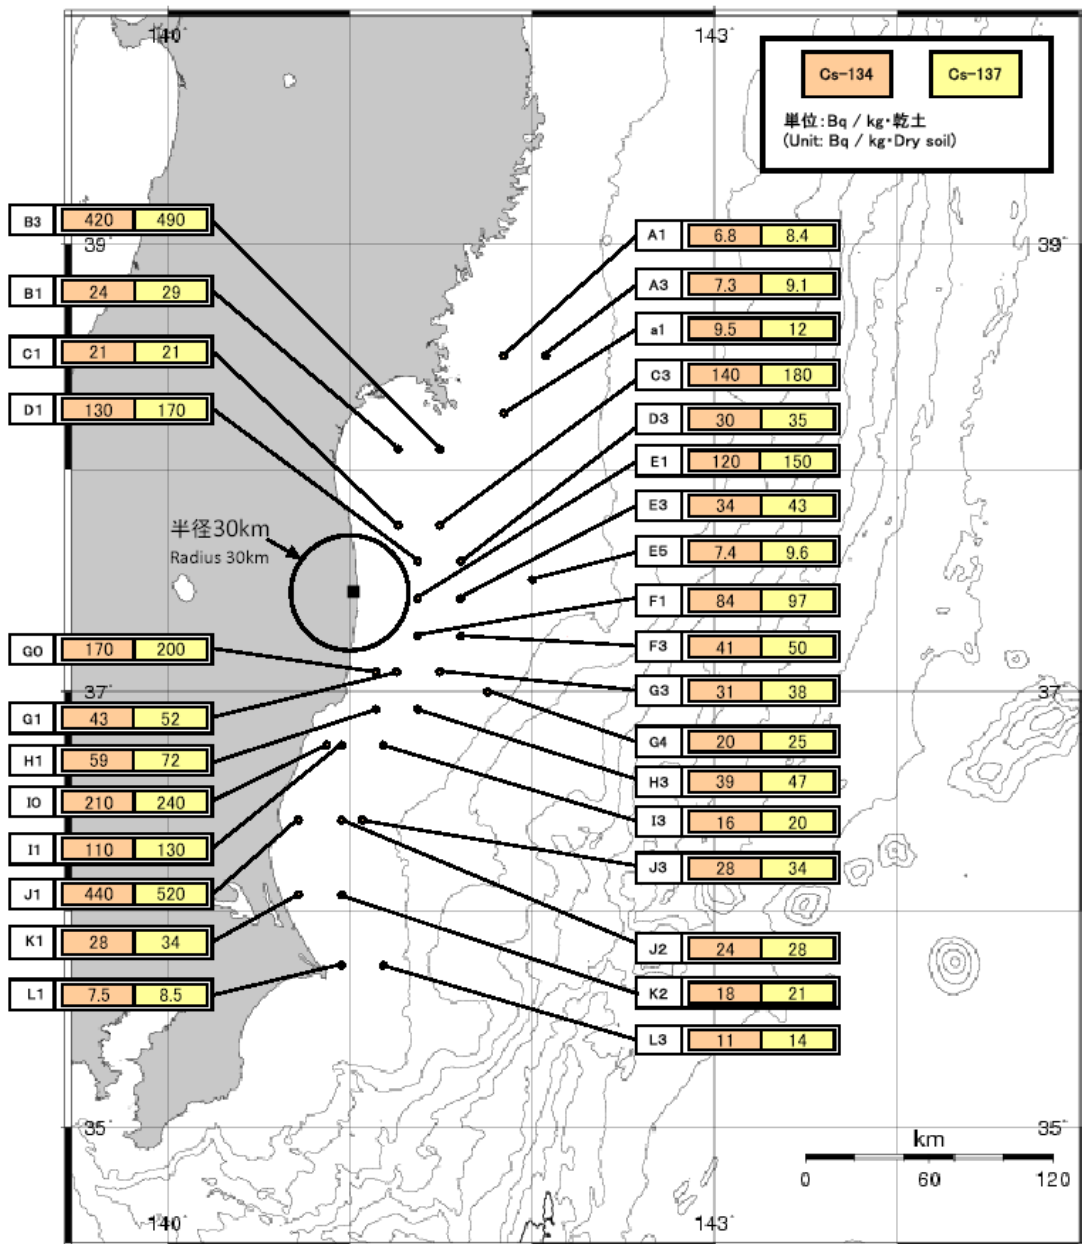 140°
143°
Cs-134
Cs-137
単位:Bq / kg・乾土
(Unit: Bq / kg・Dry soil)
B3 420 490
39°
39°
A1 6.8 8.4
B1 24 29
A3 7.3 9.1
a1 9.5 12
C1 21 21
C3 140 180
D1 130 170
D3 30 35
E1 120 150
E3 34 43
半径30km
Radius 30km
E5 7.4 9.6
F1 84 97
G0 170 200
F3 41 50
37°
37°
G3 31 38
G1 43 52
G4 20 25
H1 59 72
H3 39 47
I0 210 240
I3 16 20
I1 110 130
J3 28 34
J1 440 520
K1 28 34
J2 24 28
L1 7.5 8.5
K2 18 21
L3 11 14
35°
35°
km
0 60 120
140°
143°